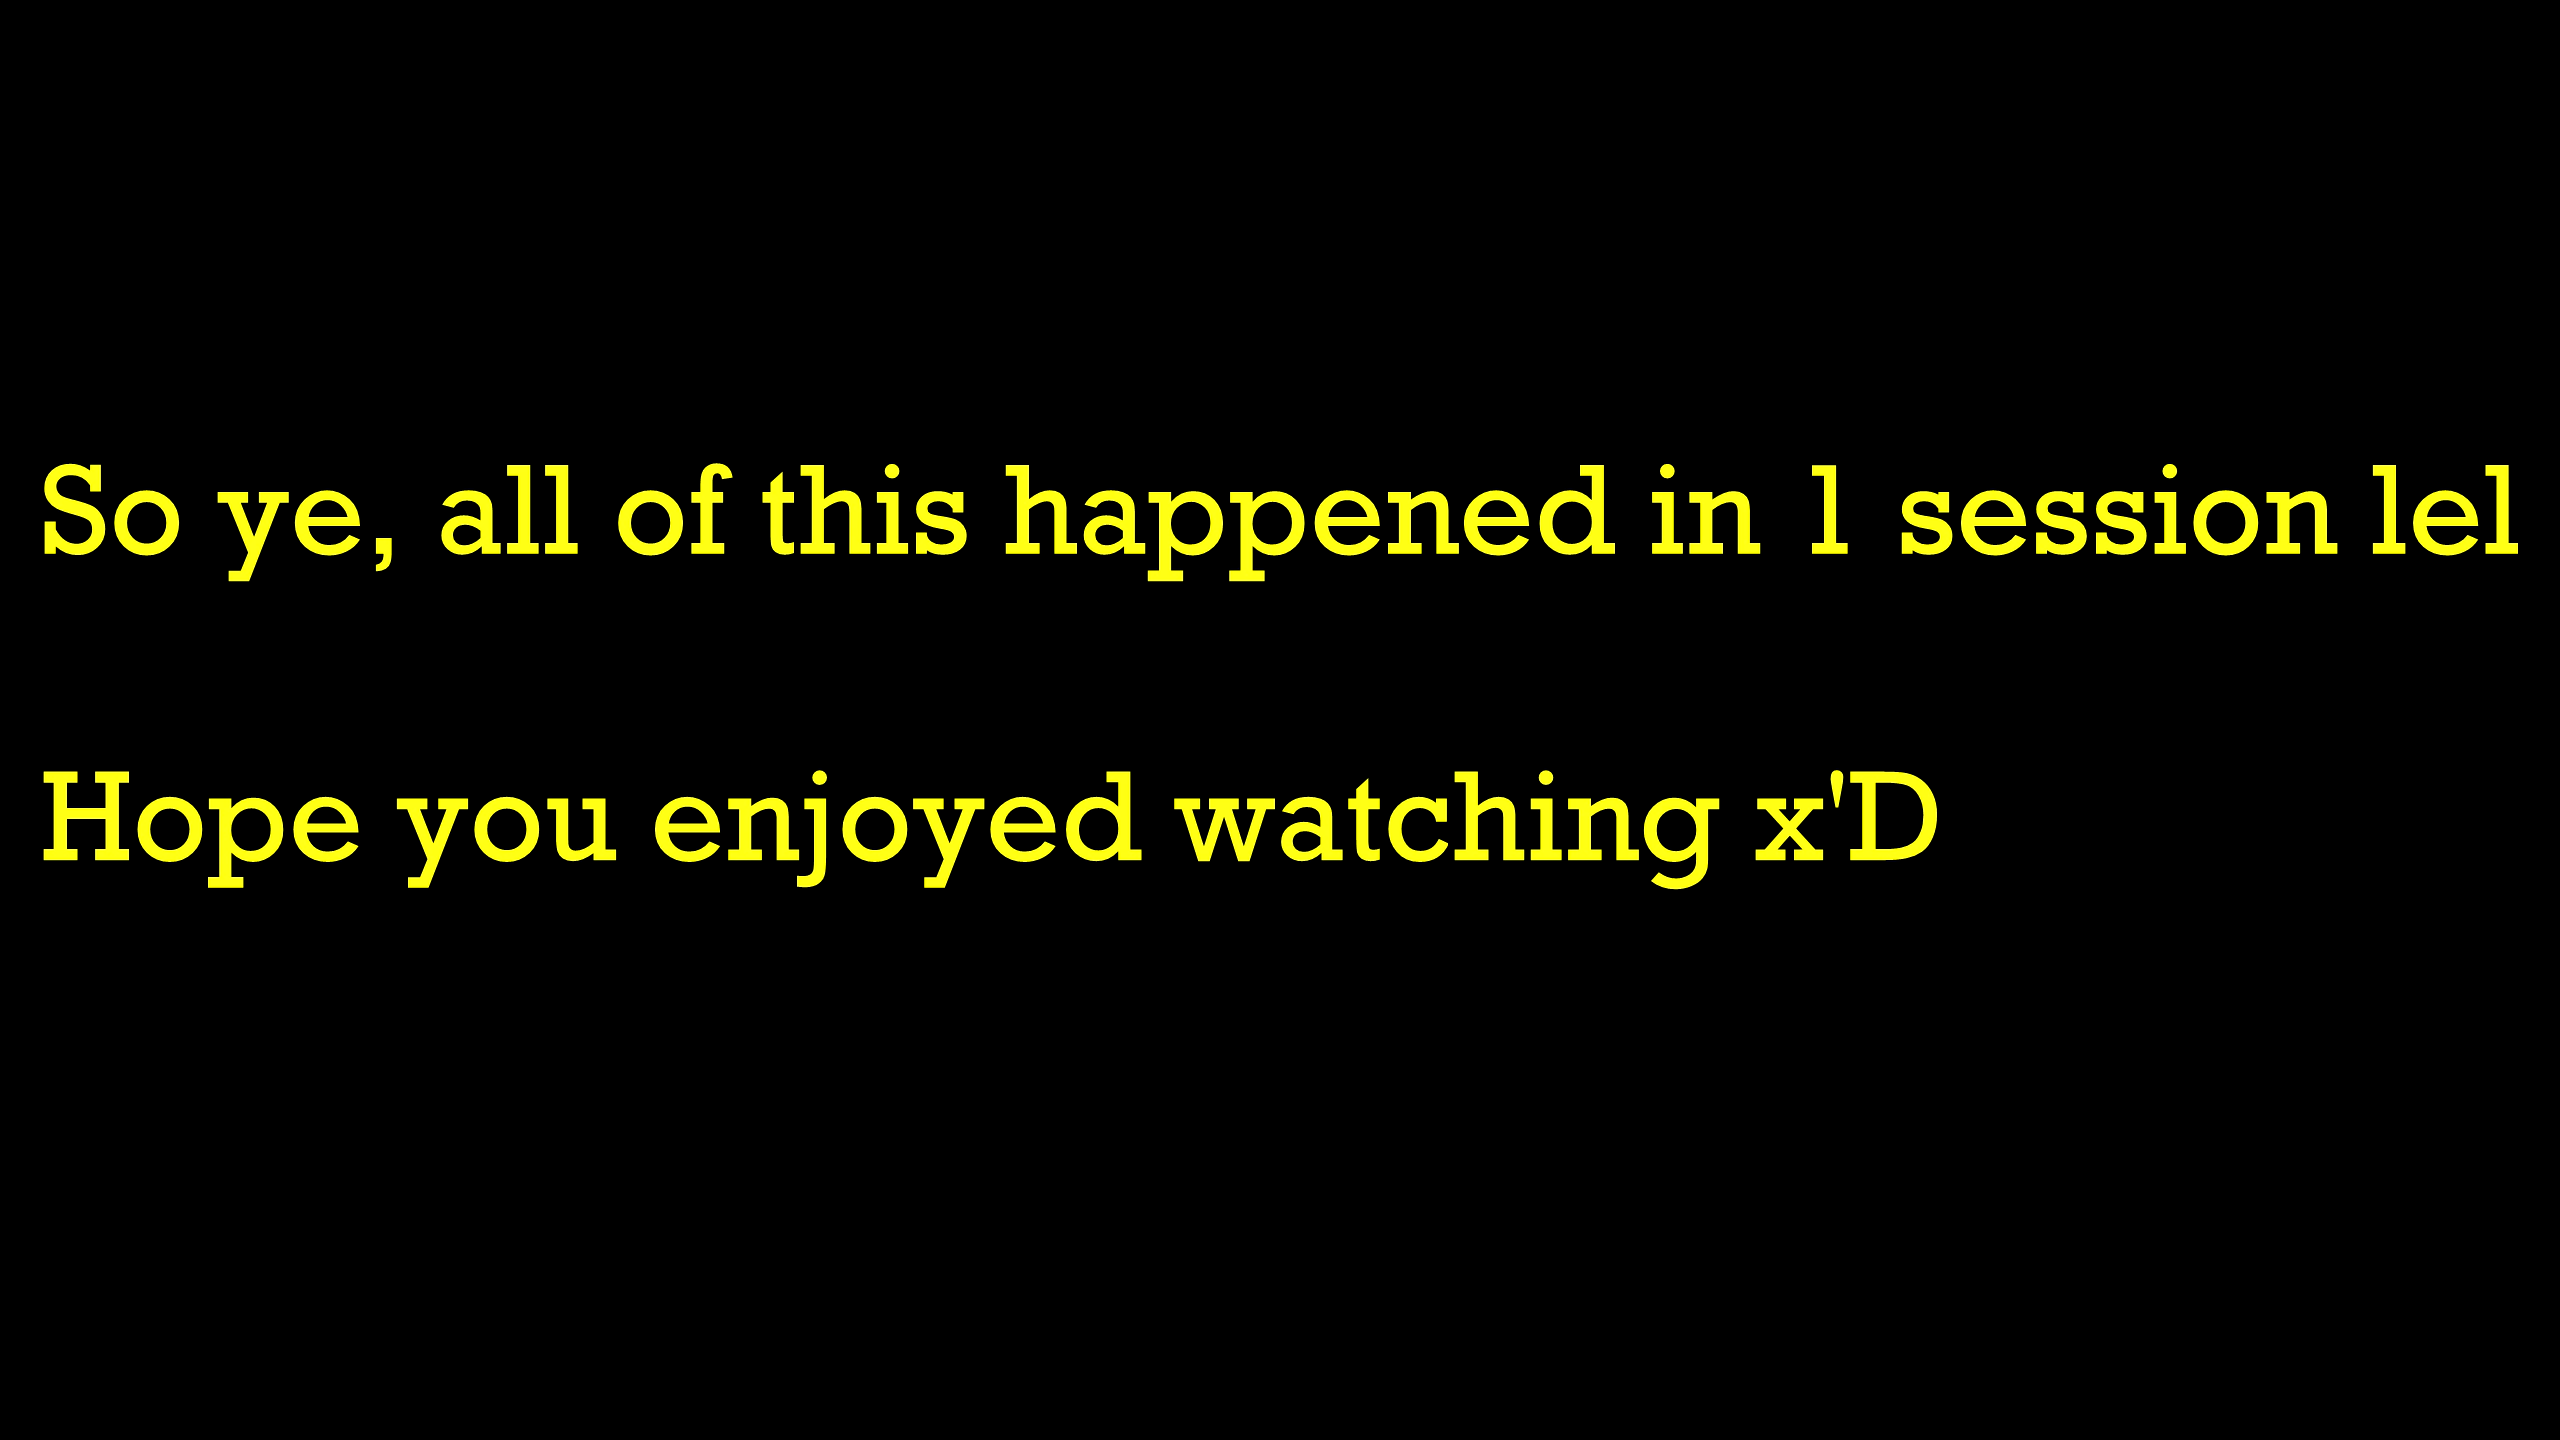 So ye, all of this happened in 1 session lel
Hope you enjoyed watching x'D